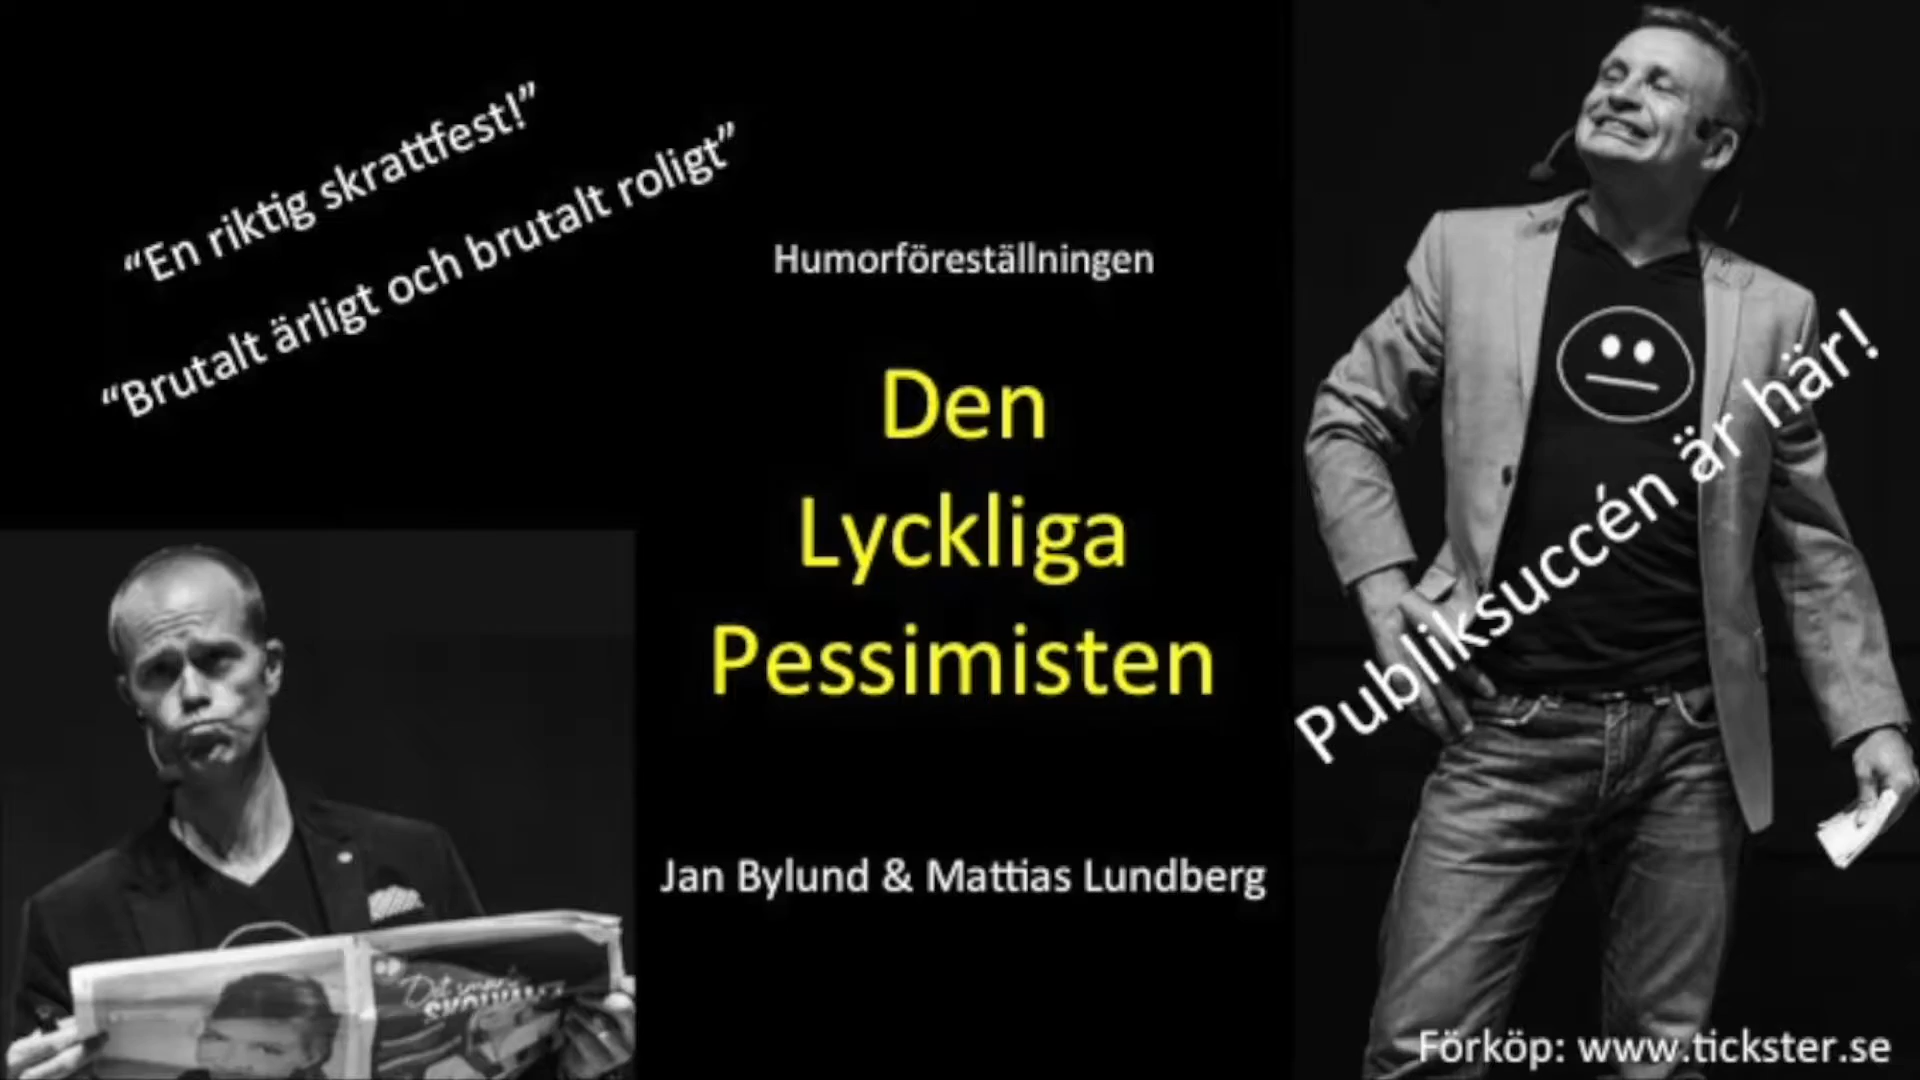 “En riktig skrattfest!”
“Brutalt ärligt och brutalt roligt”
Humorföreställningen
Den
Lyckliga
Pessimisten
Jan Bylund & Mattias Lundberg
Publiksuccén är här!
Förköp: www.tickster.se